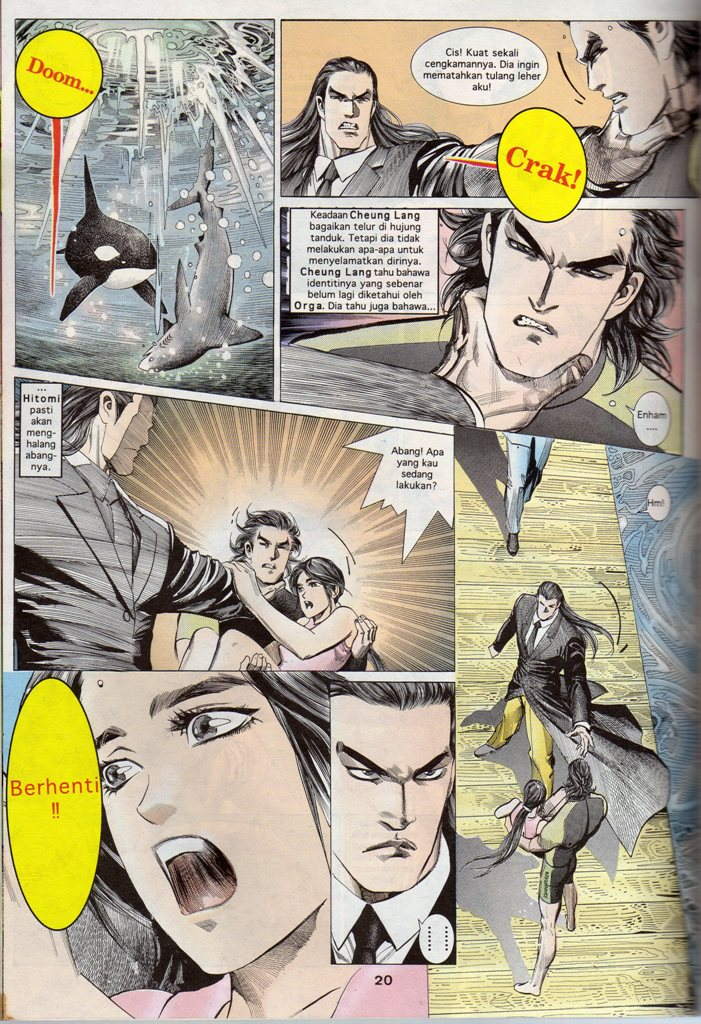 Doom...
Cis! Kuat sekali
cengkamannya. Dia ingin
mematahkan tulang leher
aku!
Crak!
Keadaan Cheung Lang
bagaikan telur di hujung
tanduk. Tetapi dia tidak
melakukan apa-apa untuk
menyelamatkan dirinya.
Cheung Lang tahu bahawa
identitinya yang sebenar
belum lagi diketahui oleh
Orga. Dia tahu juga bahawa...
Enham
....
...
Hitomi
pasti
akan
meng-
halang
abang-
nya.
Abang! Apa
yang kau
sedang
lakukan?
Hm!
Berhenti
!!
......
20